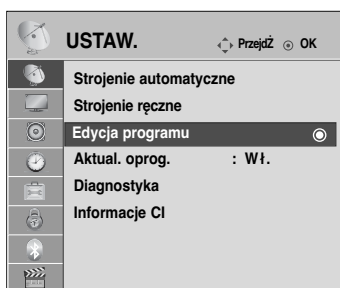 USTAW. PrzejdŹ OK
Strojenie automatyczne
Strojenie ręczne
Edycja programu
Aktual. oprog. : Wł.
Diagnostyka
Informacje CI